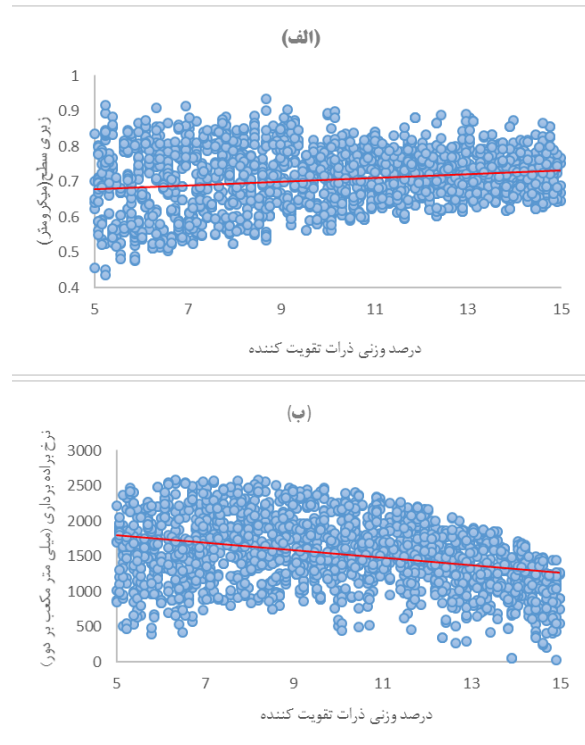 (الف)
زبری سطح(میکرومتر)
1
0.9
0.8
0.7
0.6
0.5
0.4
5 7 9 11 13 15
درصد وزنی ذرات تقویت کننده
(ب)
نرخ براده برداری (میلی متر مکعب بر دور)
3000
2500
2000
1500
1000
500
0
5 7 9 11 13 15
درصد وزنی ذرات تقویت کننده